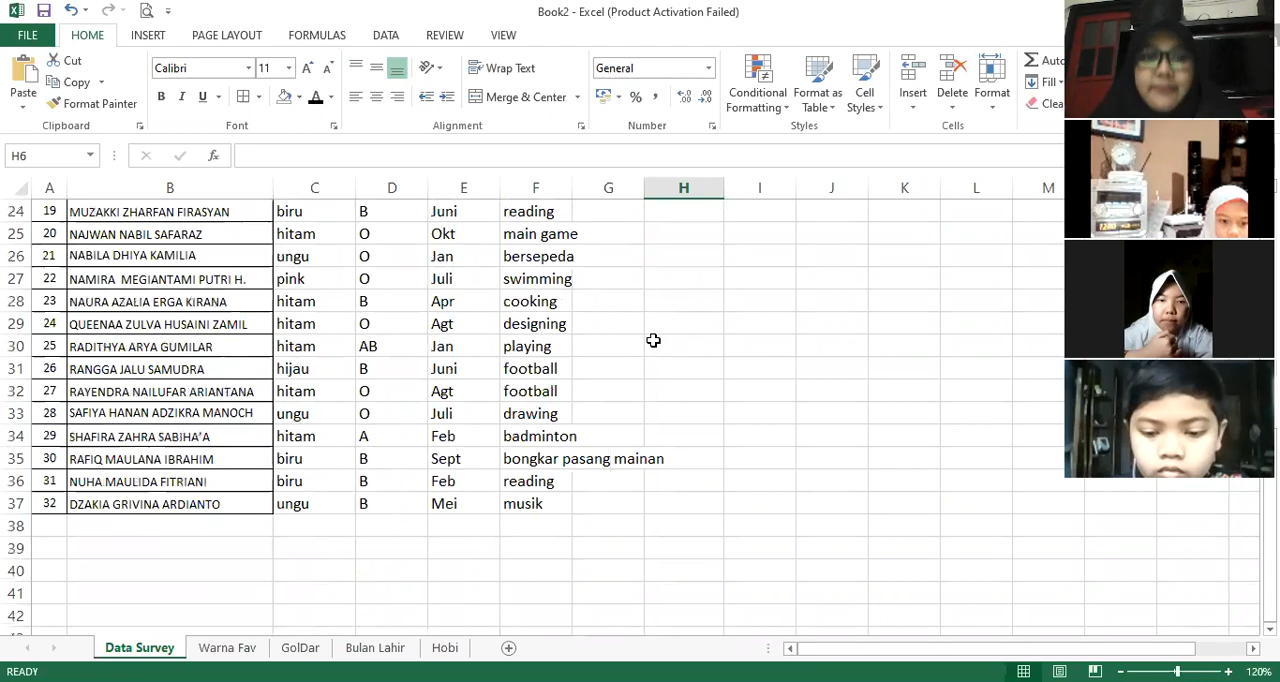 Book2 - Excel (Product Activation Failed)
FILE HOME INSERT PAGE LAYOUT FORMULAS DATA REVIEW VIEW
Cut
Copy
Format Painter
Paste
Calibri 11
B I U A
Wrap Text
Merge & Center
General
%
Conditional Formatting
Format as Table
Cell Styles
Insert Delete Format
Auto
Fill
Clea
Clipboard Font Alignment Number Styles Cells
H6 fx
A B C D E F G H I J K L M
24 19 MUZAKKI ZHARFAN FIRASYAN biru B Juni reading
25 20 NAJWAN NABIL SAFARAZ hitam O Okt main game
26 21 NABILA DHIYA KAMILIA ungu O Jan bersepeda
27 22 NAMIRA MEGIANTAMI PUTRI H. pink O Juli swimming
28 23 NAURA AZALIA ERGA KIRANA hitam B Apr cooking
29 24 QUEENAA ZULVA HUSAINI ZAMIL hitam O Agt designing
30 25 RADITHYA ARYA GUMILAR hitam AB Jan playing
31 26 RANGGA JALU SAMUDRA hijau B Juni football
32 27 RAYENDRA NAILUFAR ARIANTANA hitam O Agt football
33 28 SAFIYA HANAN ADZIKRA MANOCH ungu O Juli drawing
34 29 SHAFIRA ZAHRA SABIHA'A hitam A Feb badminton
35 30 RAFIQ MAULANA IBRAHIM biru B Sept bongkar pasang mainan
36 31 NUHA MAULIDA FITRIANI biru B Feb reading
37 32 DZAKIA GRIVINA ARDIANTO ungu B Mei musik
38
39
40
41
42
Data Survey Warna Fav GolDar Bulan Lahir Hobi
READY 120%